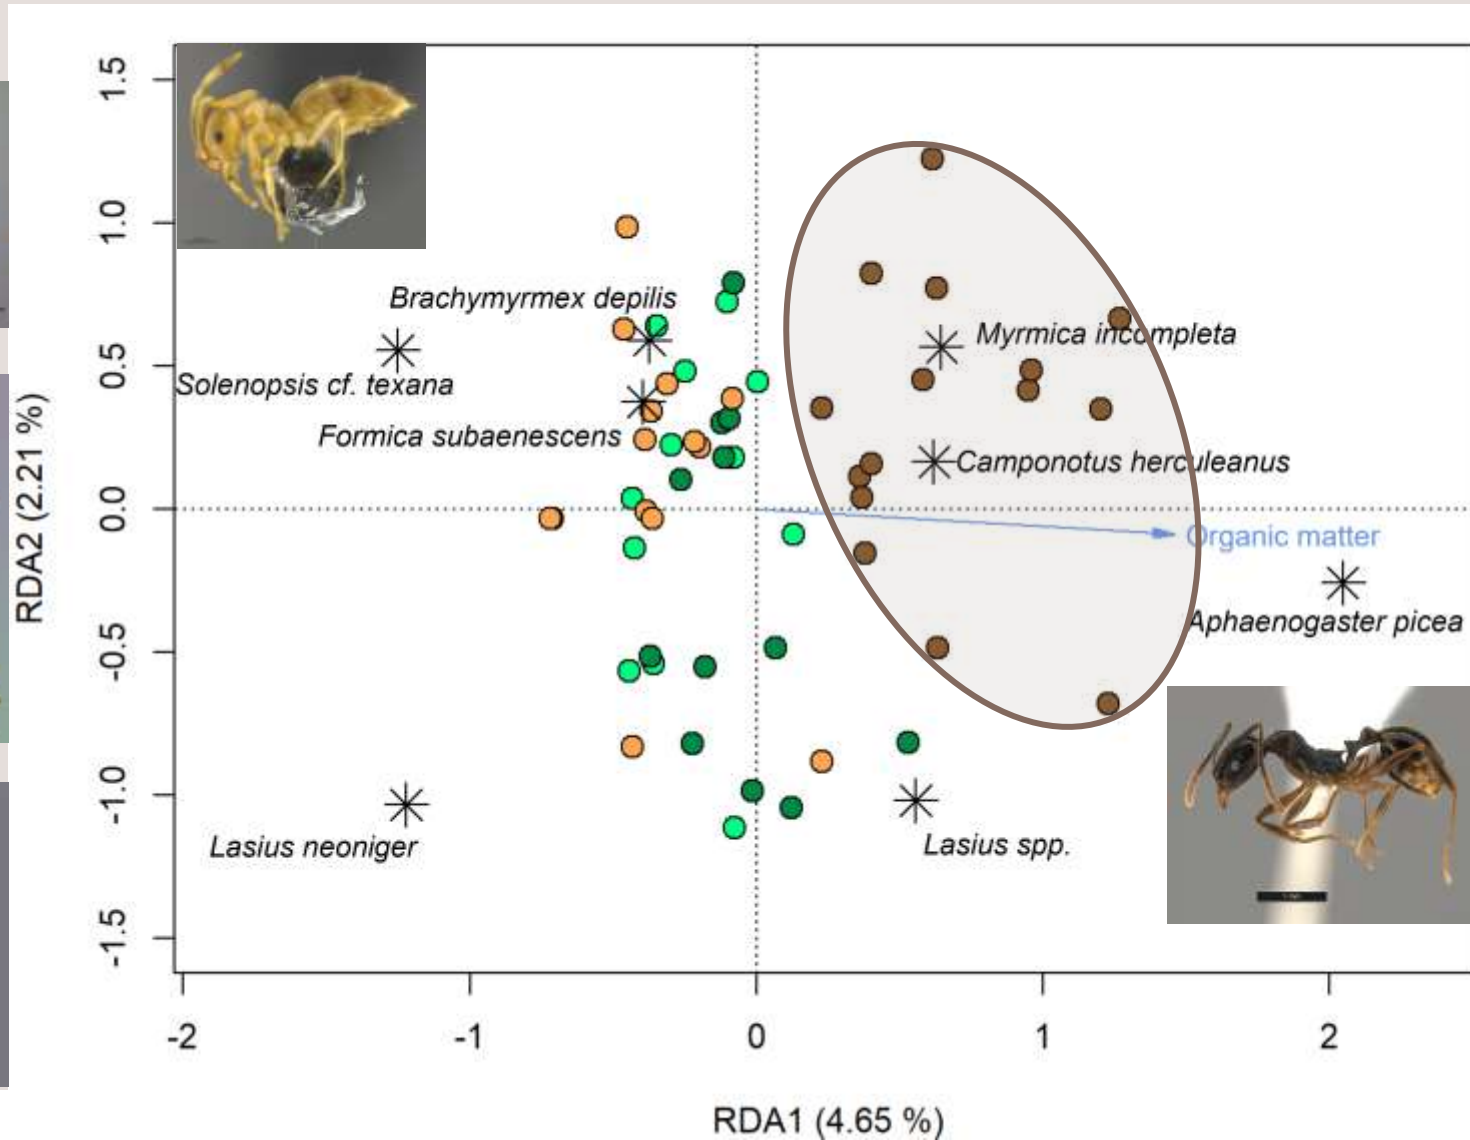 1.5
1.0
0.5
0.0
-0.5
-1.0
-1.5
RDA2 (2.21 %)
Brachymyrmex depilis
Solenopsis cf. texana
Formica subaenescens
Myrmica incompleta
Camponotus herculeanus
Organic matter
Aphaenogaster picea
Lasius neoniger
Lasius spp.
-2
-1
0
1
2
RDA1 (4.65 %)